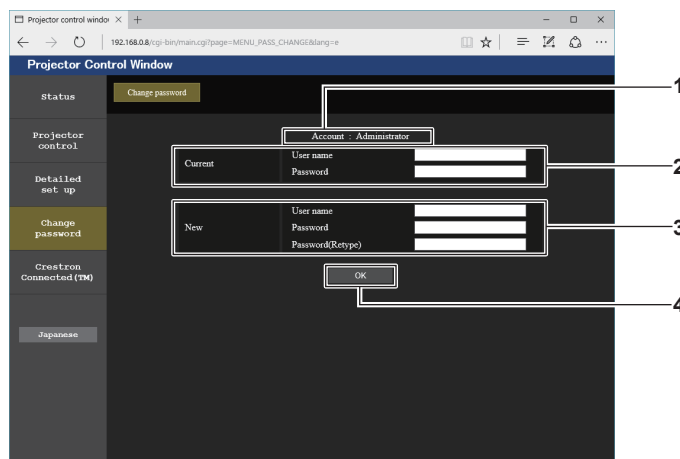 Projector control windo
192.168.0.8/cgi-bin/main.cgi?page=MENU_PASS_CHANGE&lang=e
Projector Control Window
Status
Projector
control
Detailed
set up
Change
password
Crestron
Connected(TM)
Japanese
Change password
Account : Administrator
Current
User name
Password
New
User name
Password
Password(Retype)
OK
1
2
3
4